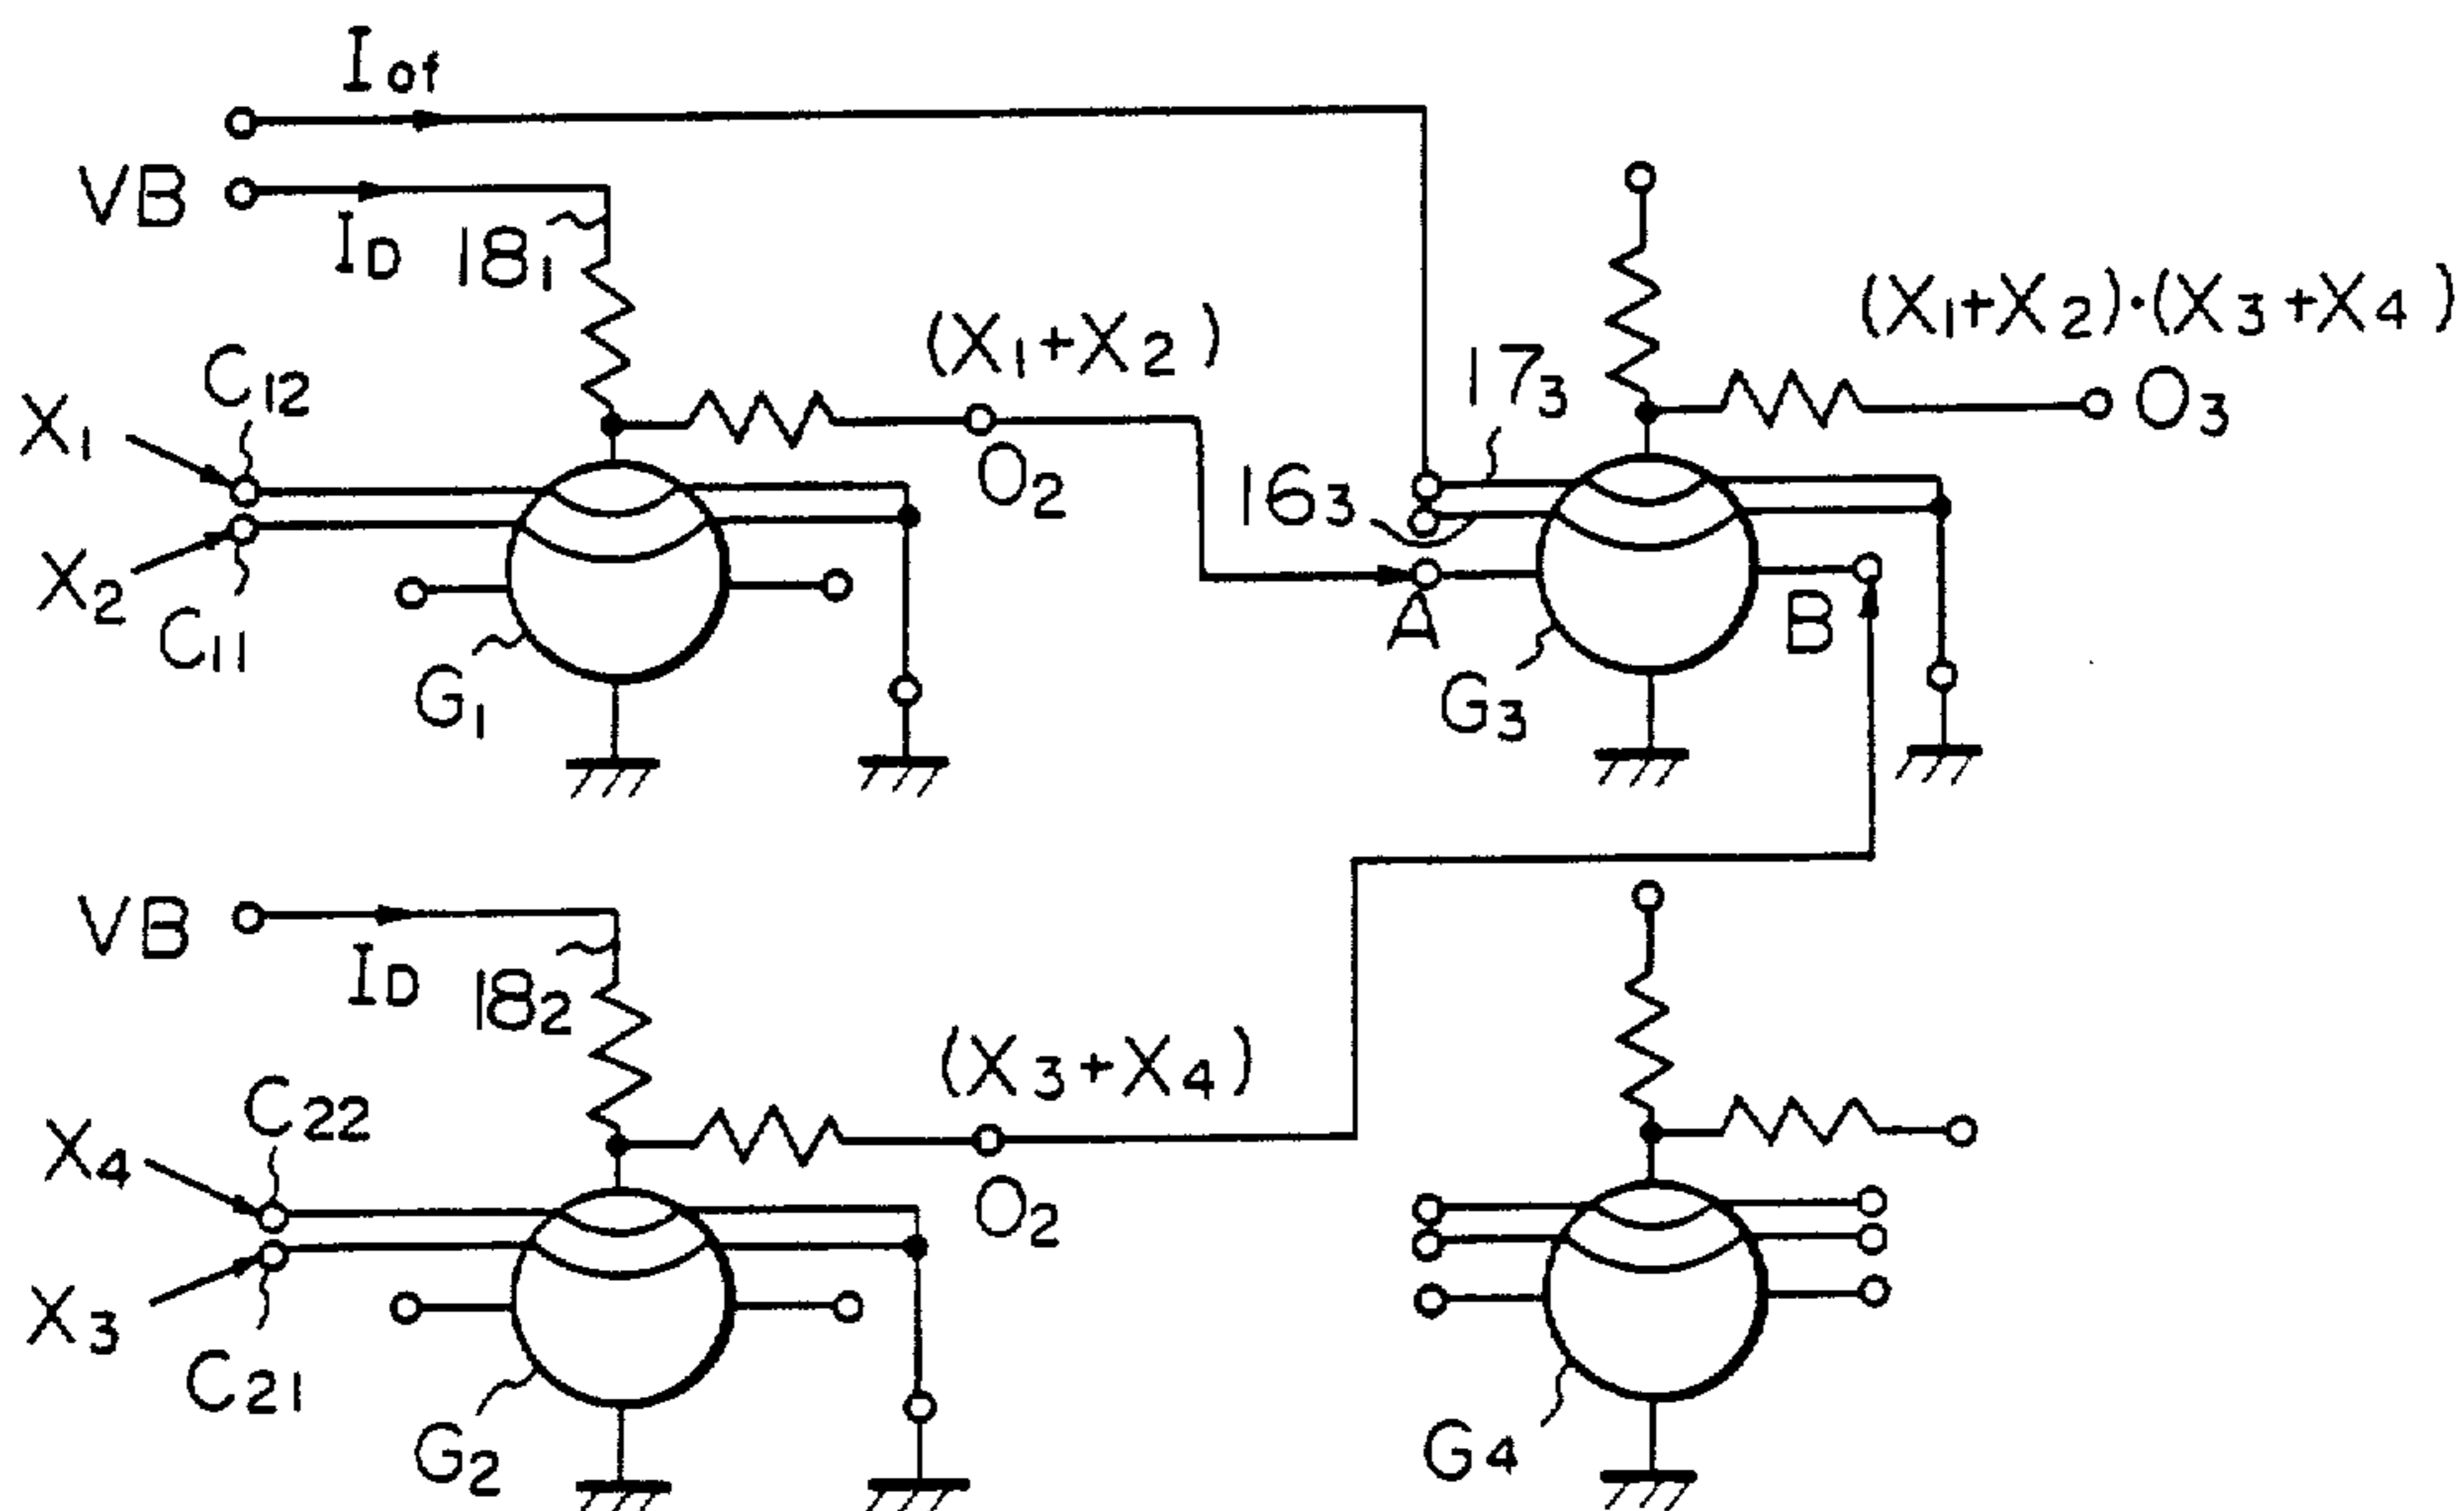 Iof
VB
ID
18₁
(X₁+X₂)
(X₁+X₂)·(X₃+X₄)
C₁₂
17₃
O₃
X₁
O₂
16₃
X₂
C₁₁
A
B
G₁
G₃
VB
ID
18₂
(X₃+X₄)
C₂₂
X₄
O₂
X₃
C₂₁
G₂
G₄